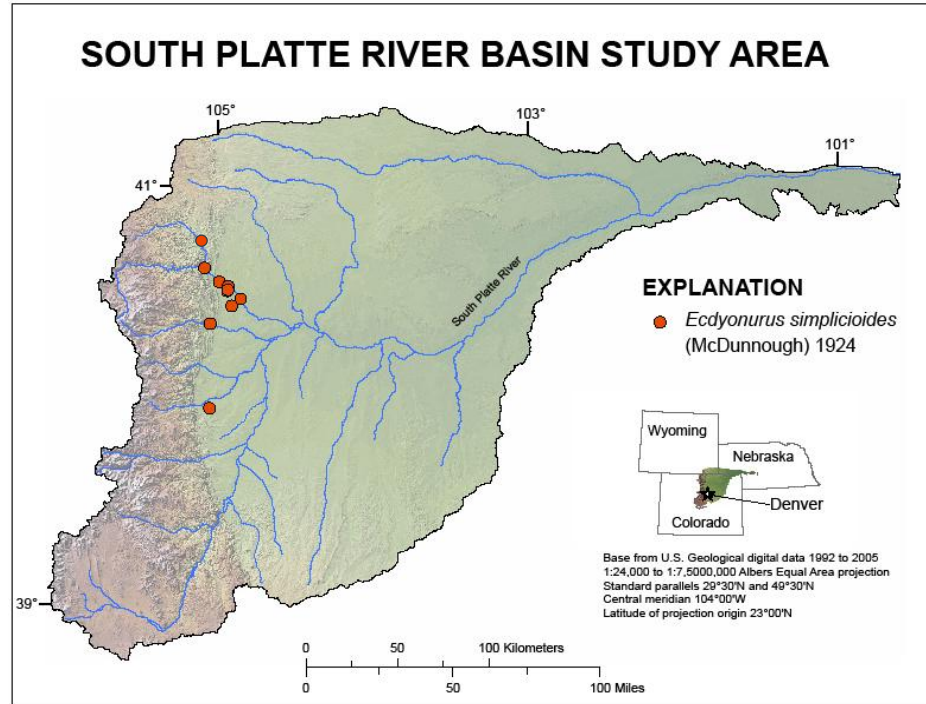 SOUTH PLATTE RIVER BASIN STUDY AREA
105°
103°
101°
41°
South Platte River
EXPLANATION
Ecdyonurus simplicioides
(McDunnough) 1924
Wyoming
Nebraska
Denver
Colorado
Base from U.S. Geological digital data 1992 to 2005
1:24,000 to 1:7,5000,000 Albers Equal Area projection
Standard parallels 29°30'N and 49°30'N
Central meridian 104°00'W
Latitude of projection origin 23°00'N
39°
0 50 100 Kilometers
0 50 100 Miles